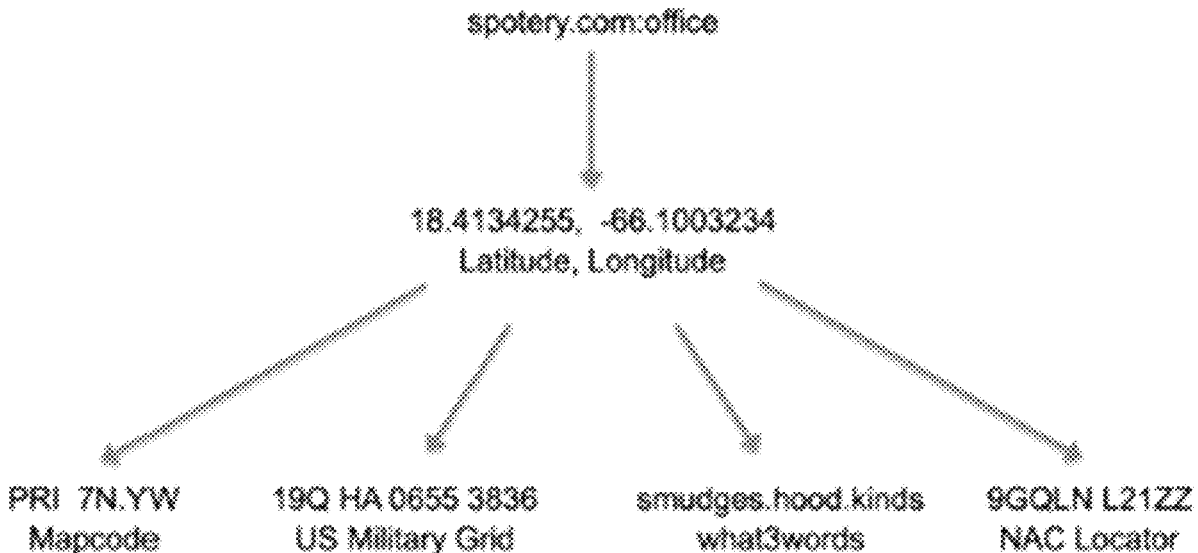 spotery.com:office
18.4134255, -66.1003234
Latitude, Longitude
PRI 7N.YW
Mapcode
19Q HA 0655 3836
US Military Grid
smudges.hood.kinds
what3words
9GQLN L21ZZ
NAC Locator